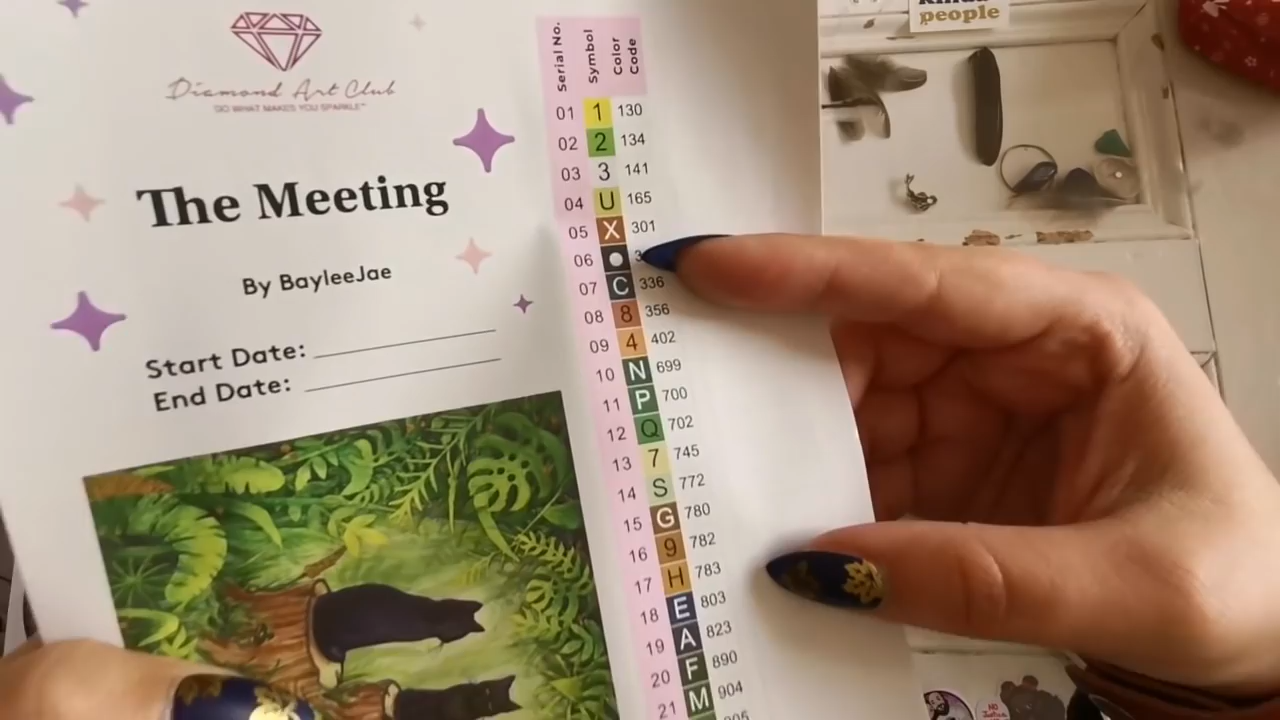 people
Diamond Art Club
DO WHAT MAKES YOU SPARKLE™
The Meeting
By BayleeJae
Start Date:
End Date:
Serial No. Symbol Color Code
01 1 130
02 2 134
03 3 141
04 U 165
05 X 301
06 ● 3
07 C 336
08 8 356
09 4 402
10 N 699
11 P 700
12 Q 702
13 7 745
14 S 772
15 G 780
16 9 782
17 H 783
18 E 803
19 A 823
20 F 890
21 M 904